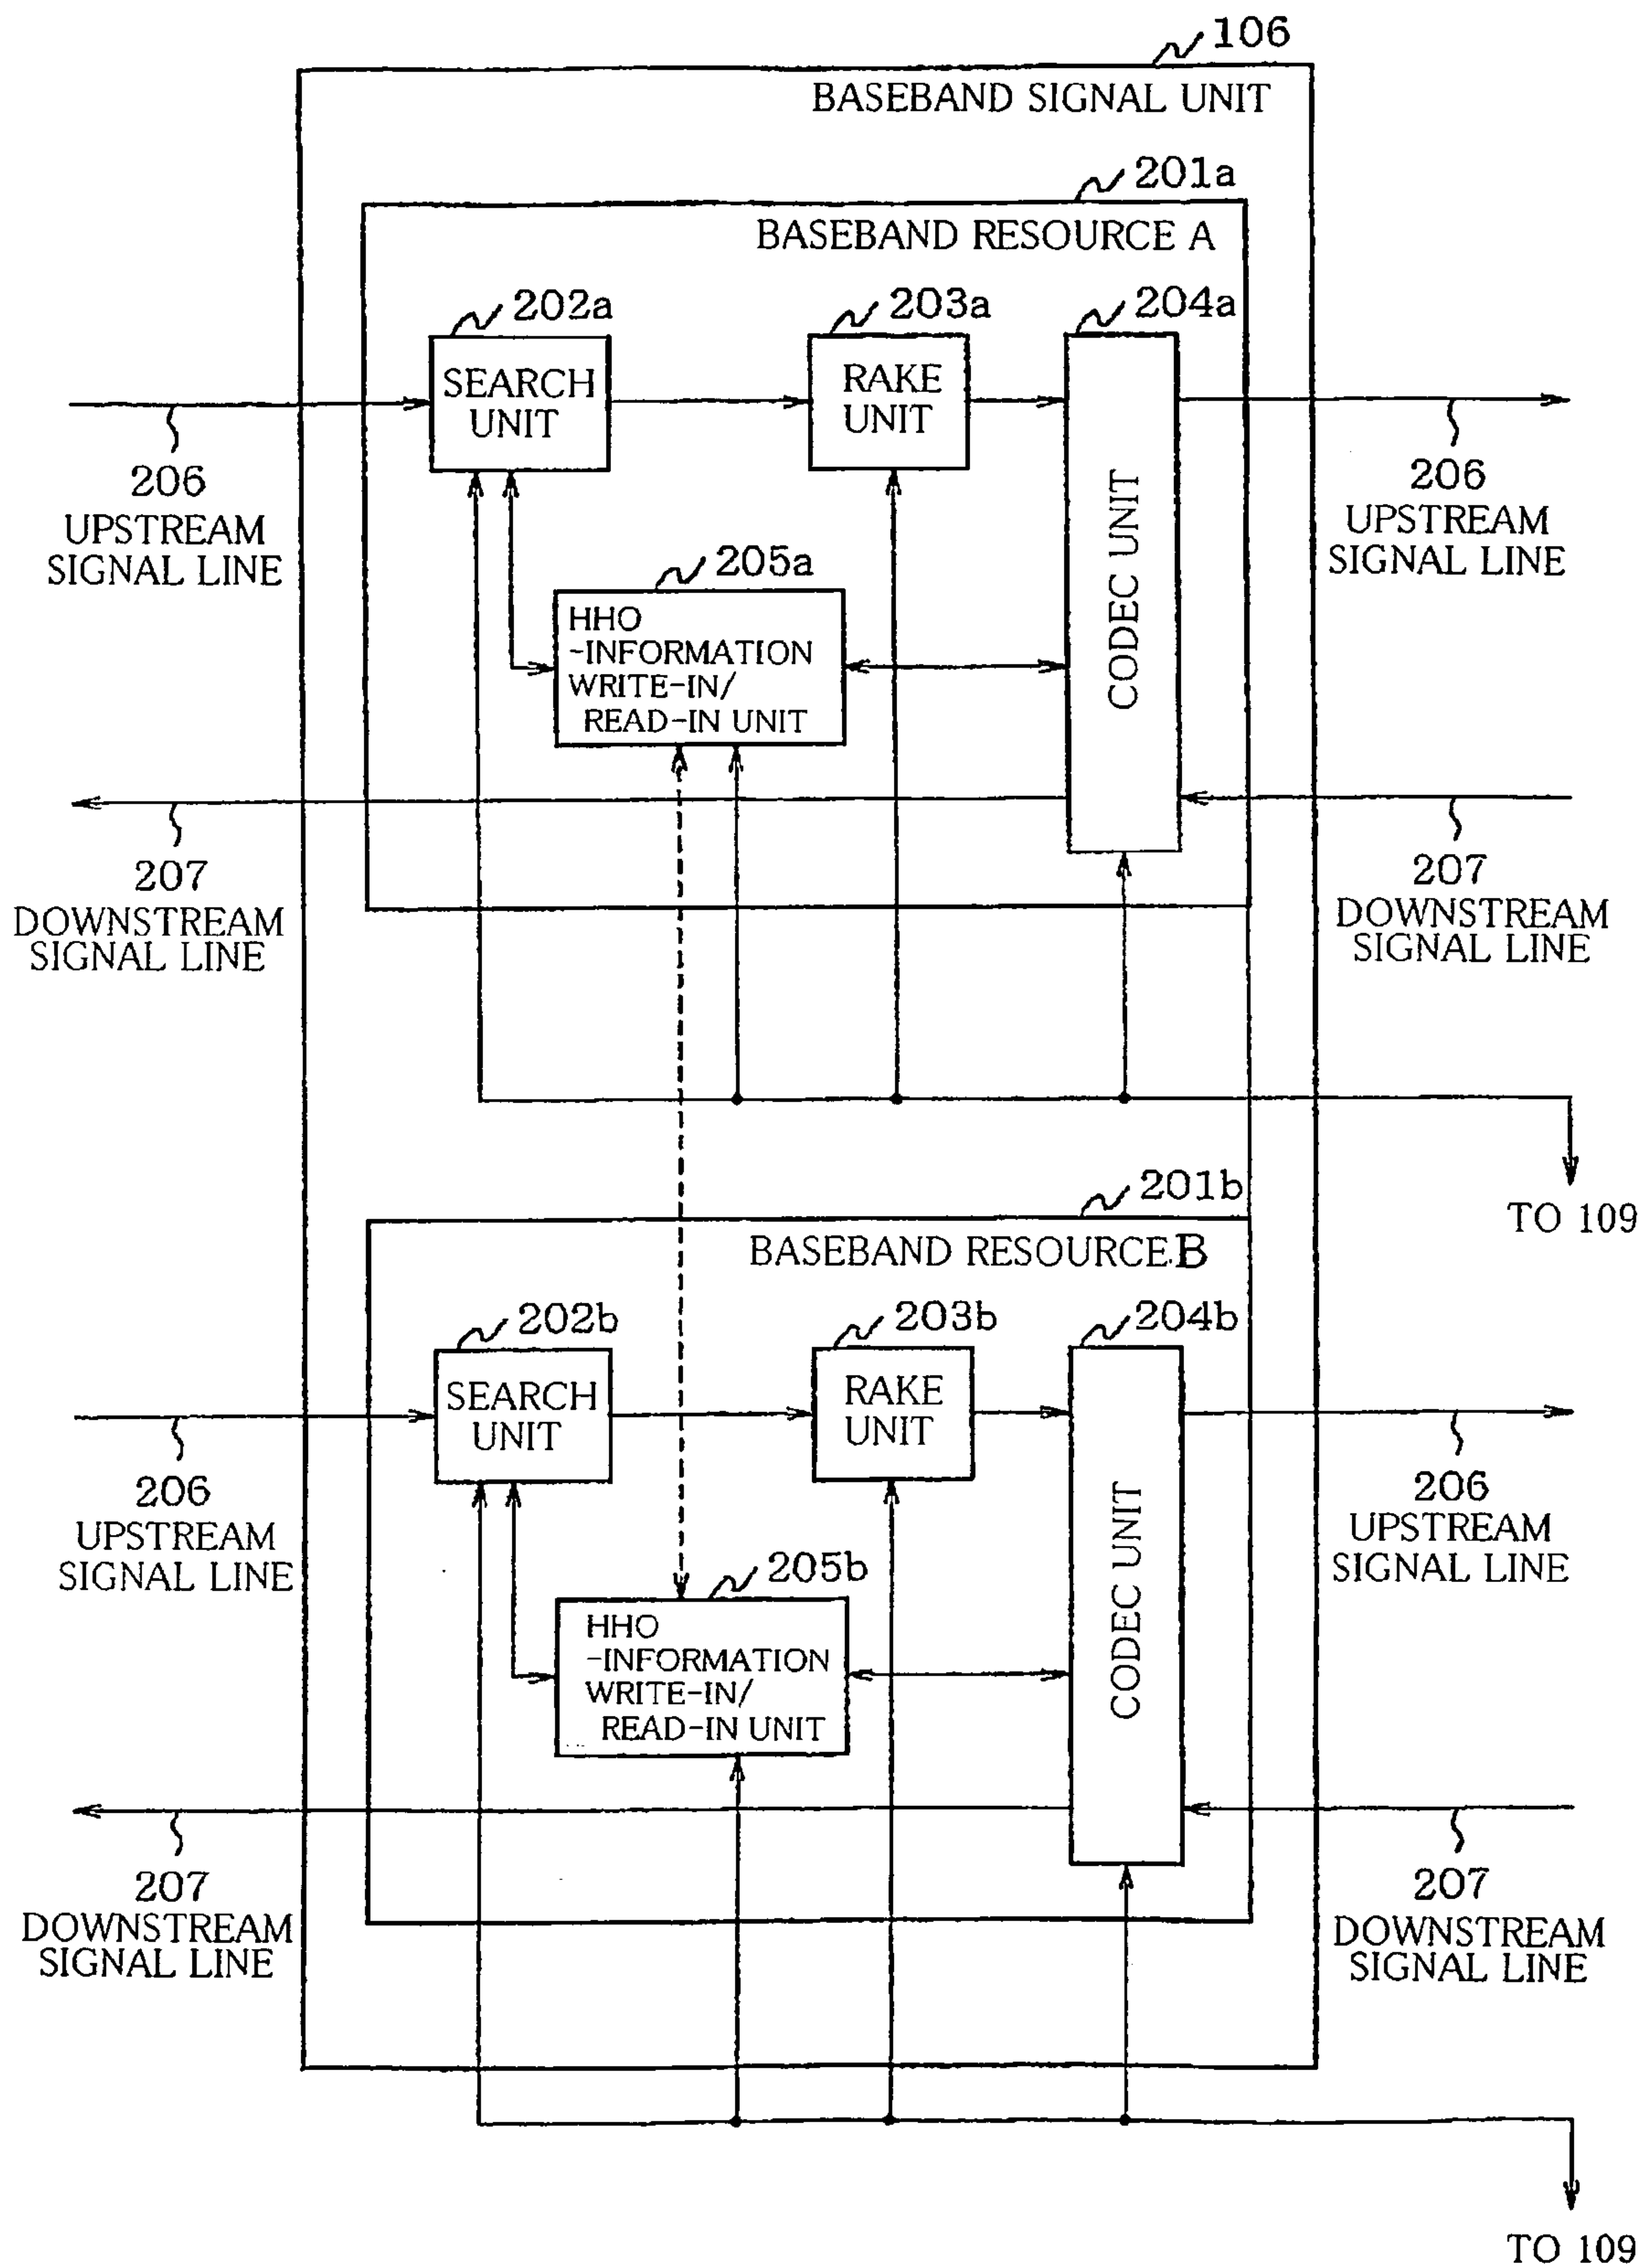 106
BASEBAND SIGNAL UNIT
201a
BASEBAND RESOURCE A
202a
203a
204a
SEARCH
UNIT
RAKE
UNIT
CODEC UNIT
206
UPSTREAM
SIGNAL LINE
206
UPSTREAM
SIGNAL LINE
205a
HHO
-INFORMATION
WRITE-IN/
READ-IN UNIT
207
DOWNSTREAM
SIGNAL LINE
207
DOWNSTREAM
SIGNAL LINE
TO 109
201b
BASEBAND RESOURCE B
202b
203b
204b
SEARCH
UNIT
RAKE
UNIT
CODEC UNIT
206
UPSTREAM
SIGNAL LINE
206
UPSTREAM
SIGNAL LINE
205b
HHO
-INFORMATION
WRITE-IN/
READ-IN UNIT
207
DOWNSTREAM
SIGNAL LINE
207
DOWNSTREAM
SIGNAL LINE
TO 109